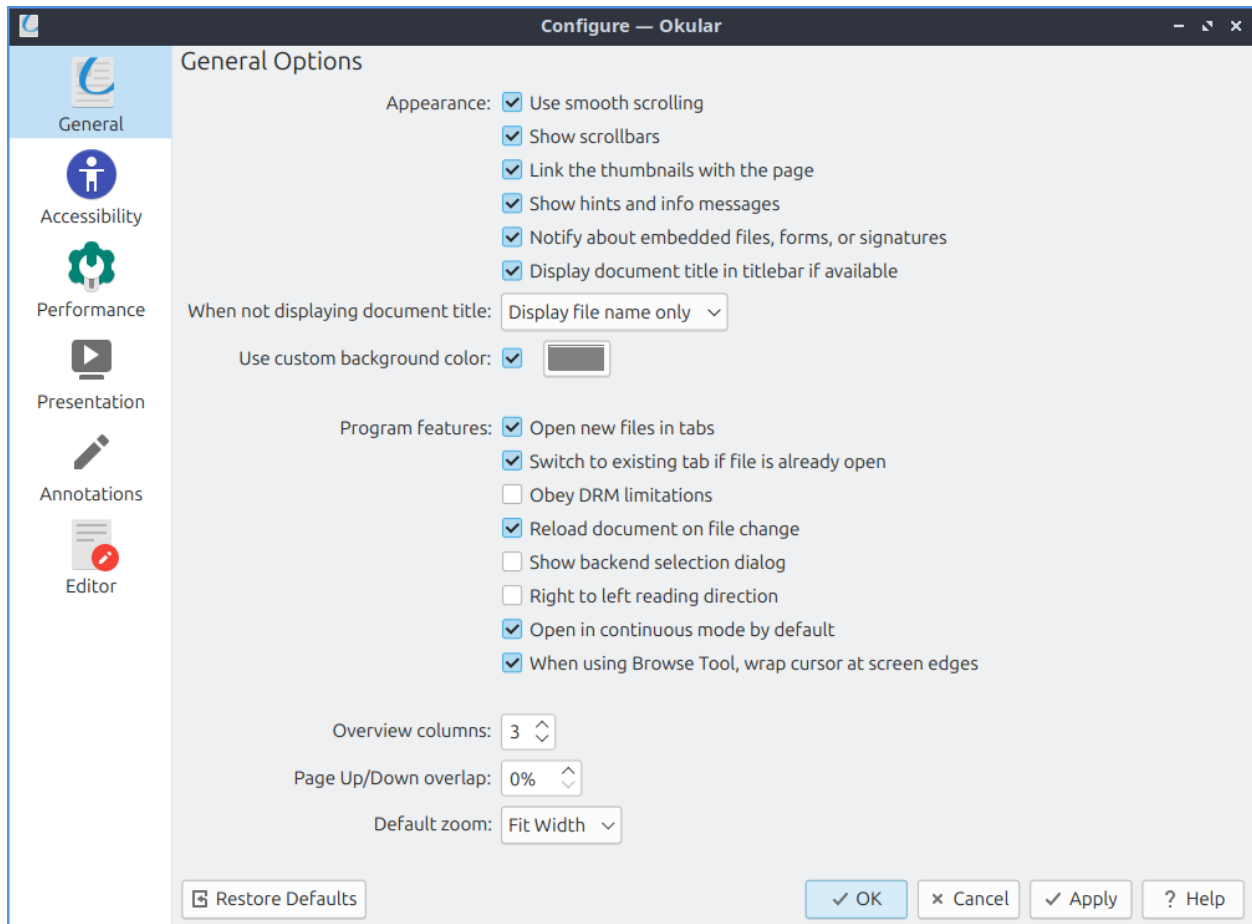 Configure — Okular
General Options
General
Accessibility
Performance
Presentation
Annotations
Editor
Appearance: Use smooth scrolling
Show scrollbars
Link the thumbnails with the page
Show hints and info messages
Notify about embedded files, forms, or signatures
Display document title in titlebar if available
When not displaying document title: Display file name only
Use custom background color:
Program features: Open new files in tabs
Switch to existing tab if file is already open
Obey DRM limitations
Reload document on file change
Show backend selection dialog
Right to left reading direction
Open in continuous mode by default
When using Browse Tool, wrap cursor at screen edges
Overview columns: 3
Page Up/Down overlap: 0%
Default zoom: Fit Width
Restore Defaults OK Cancel Apply ? Help